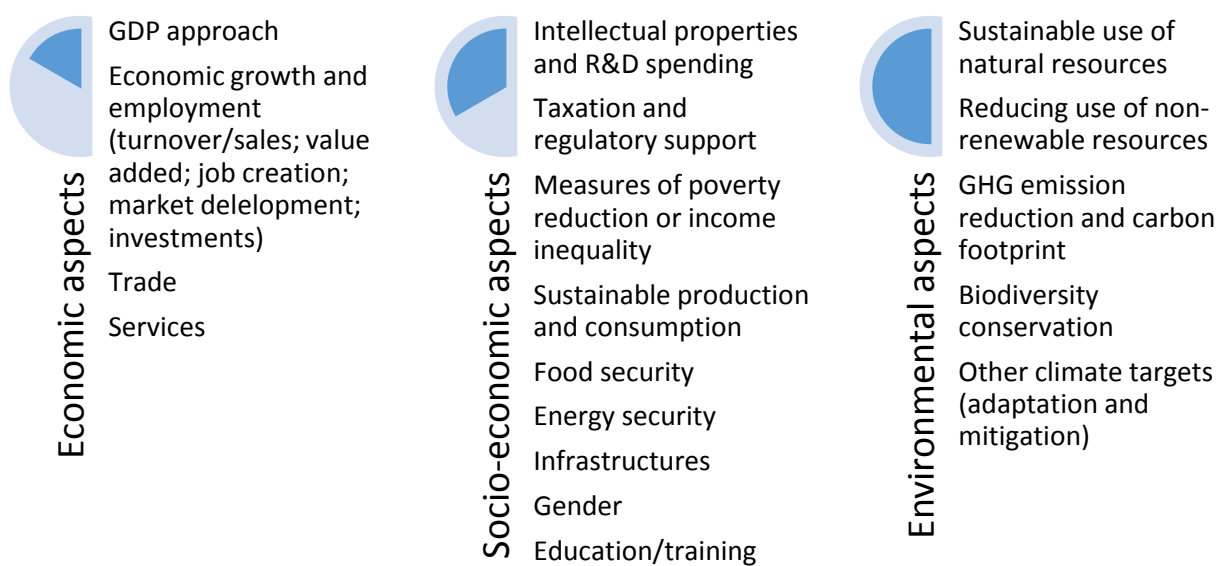 Economic aspects
GDP approach
Economic growth and
employment
(turnover/sales; value
added; job creation;
market delelopment;
investments)
Trade
Services
Socio-economic aspects
Intellectual properties
and R&D spending
Taxation and
regulatory support
Measures of poverty
reduction or income
inequality
Sustainable production
and consumption
Food security
Energy security
Infrastructures
Gender
Education/training
Environmental aspects
Sustainable use of
natural resources
Reducing use of non-
renewable resources
GHG emission
reduction and carbon
footprint
Biodiversity
conservation
Other climate targets
(adaptation and
mitigation)